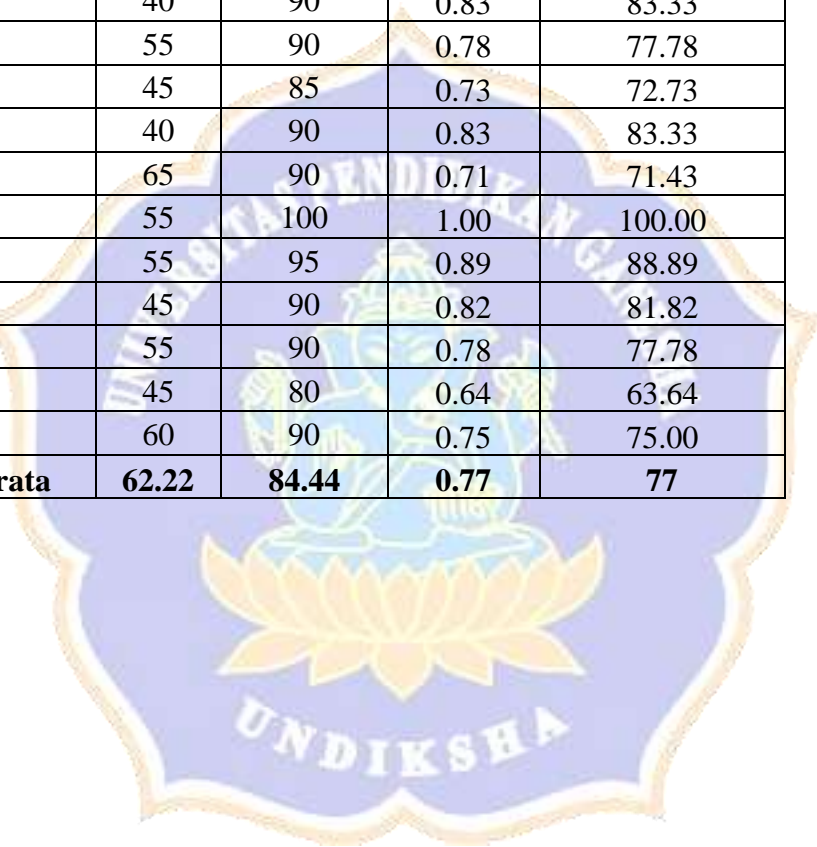 40 90 0.83 83.33
55 90 0.78 77.78
45 85 0.73 72.73
40 90 0.83 83.33
65 90 0.71 71.43
55 100 1.00 100.00
55 95 0.89 88.89
45 90 0.82 81.82
55 90 0.78 77.78
45 80 0.64 63.64
60 90 0.75 75.00
rata 62.22 84.44 0.77 77
UNIVERSITAS PENDIDIKAN GANESHA
UNDIKSHA